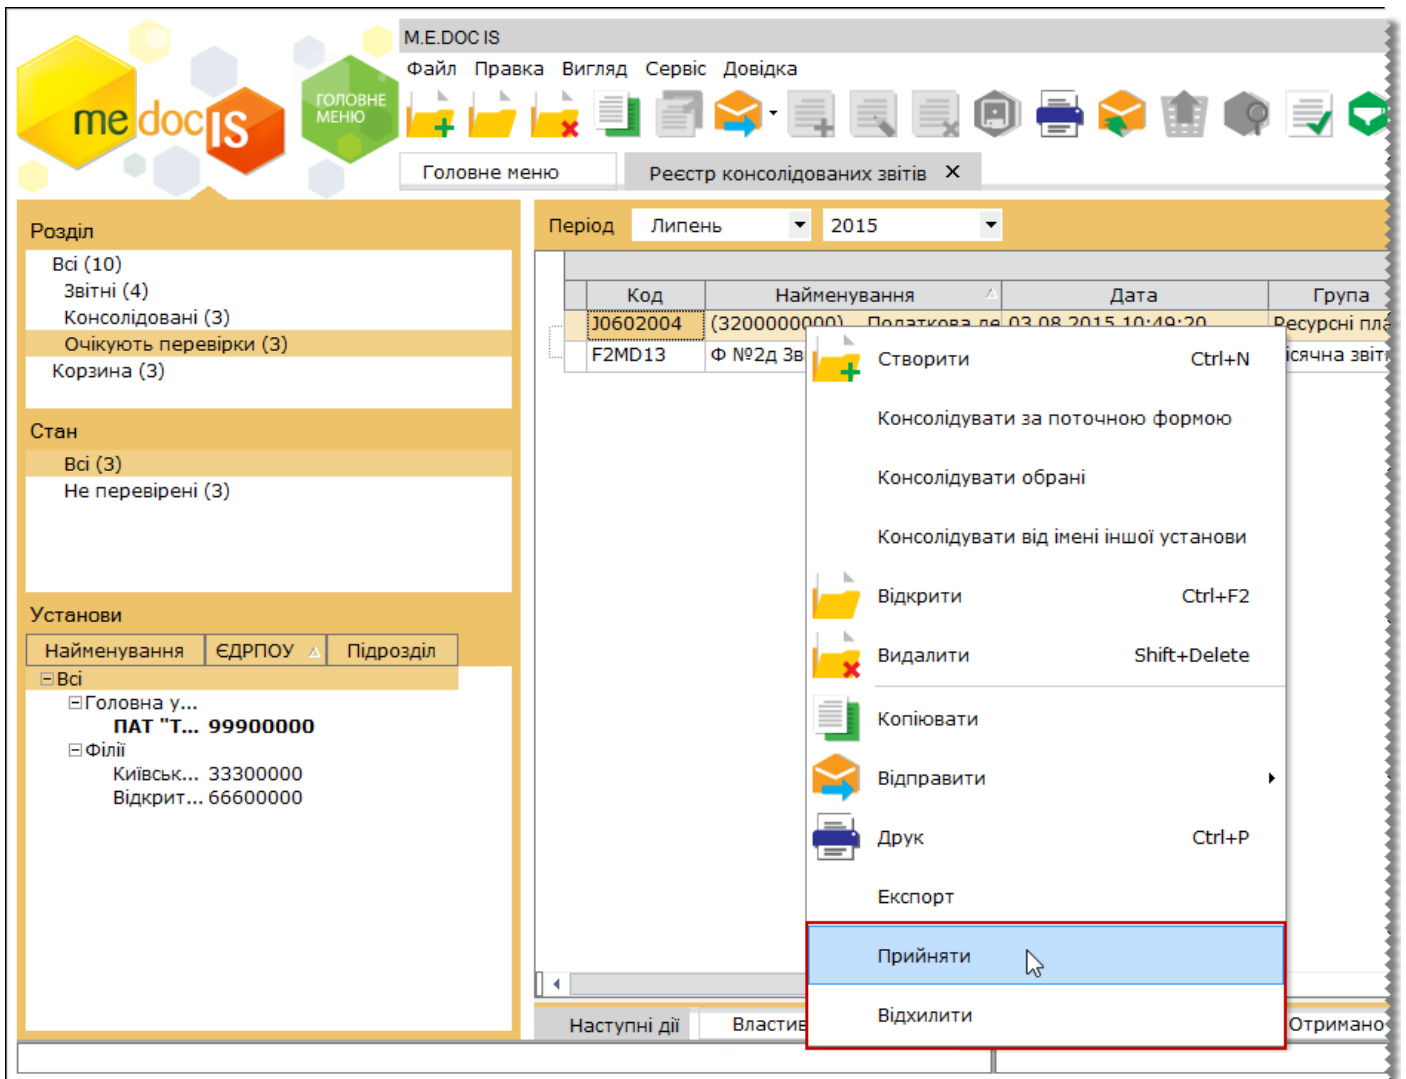 M.E.DOC IS
Файл Правка Вигляд Сервіс Довідка
me doc IS
ГОЛОВНЕ
МЕНЮ
Головне меню
Реєстр консолідованих звітів X
Розділ
Всі (10)
Звітні (4)
Консолідовані (3)
Очікують перевірки (3)
Корзина (3)
Стан
Всі (3)
Не перевірені (3)
Установи
Найменування ЄДРПОУ Підрозділ
Всі
Головна у...
ПАТ "Т... 99900000
Філії
Київськ... 33300000
Відкрит... 66600000
Період Липень 2015
Код Найменування Дата Група
J0602004 (3200000000) Податкова де 03.08.2015 10:49:20 Ресурсні пла
F2MD13 Ф №2д Зв ісячна звіт
Створити Ctrl+N
Консолідувати за поточною формою
Консолідувати обрані
Консолідувати від імені іншої установи
Відкрити Ctrl+F2
Видалити Shift+Delete
Копіювати
Відправити
Друк Ctrl+P
Експорт
Прийняти
Відхилити
Наступні дії Властив Отримано